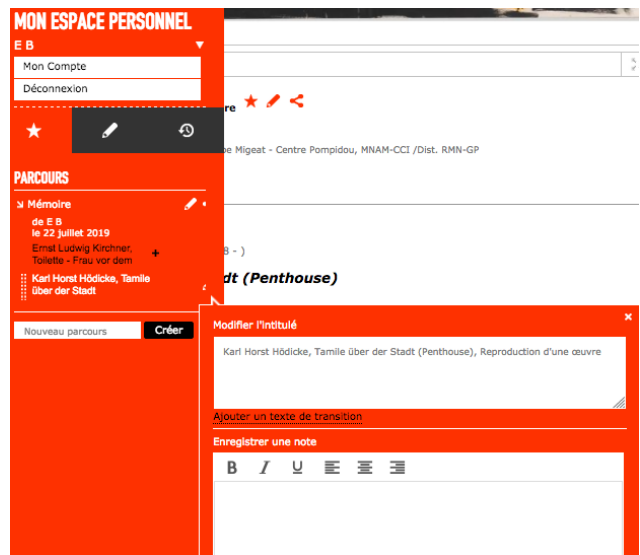 MON ESPACE PERSONNEL
E B
Mon Compte
Déconnexion
re
be Migeat - Centre Pompidou, MNAM-CCI /Dist. RMN-GP
PARCOURS
Mémoire
de E B
le 22 juillet 2019
Ernst Ludwig Kirchner,
Toilette - Frau vor dem
8 - )
Karl Horst Hödicke, Tamile
über der Stadt
dt (Penthouse)
Nouveau parcours
Créer
Modifier l'intitulé
Karl Horst Hödicke, Tamile über der Stadt (Penthouse), Reproduction d'une œuvre
Ajouter un texte de transition
Enregistrer une note
B I U